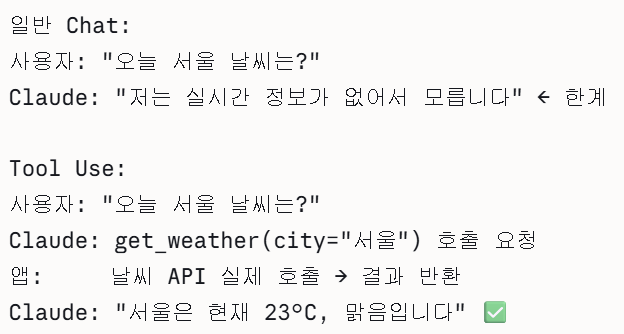 일반 Chat:
사용자: "오늘 서울 날씨는?"
Claude: "저는 실시간 정보가 없어서 모릅니다" ← 한계
Tool Use:
사용자: "오늘 서울 날씨는?"
Claude: get_weather(city="서울") 호출 요청
앱: 날씨 API 실제 호출 → 결과 반환
Claude: "서울은 현재 23°C, 맑음입니다" ✅